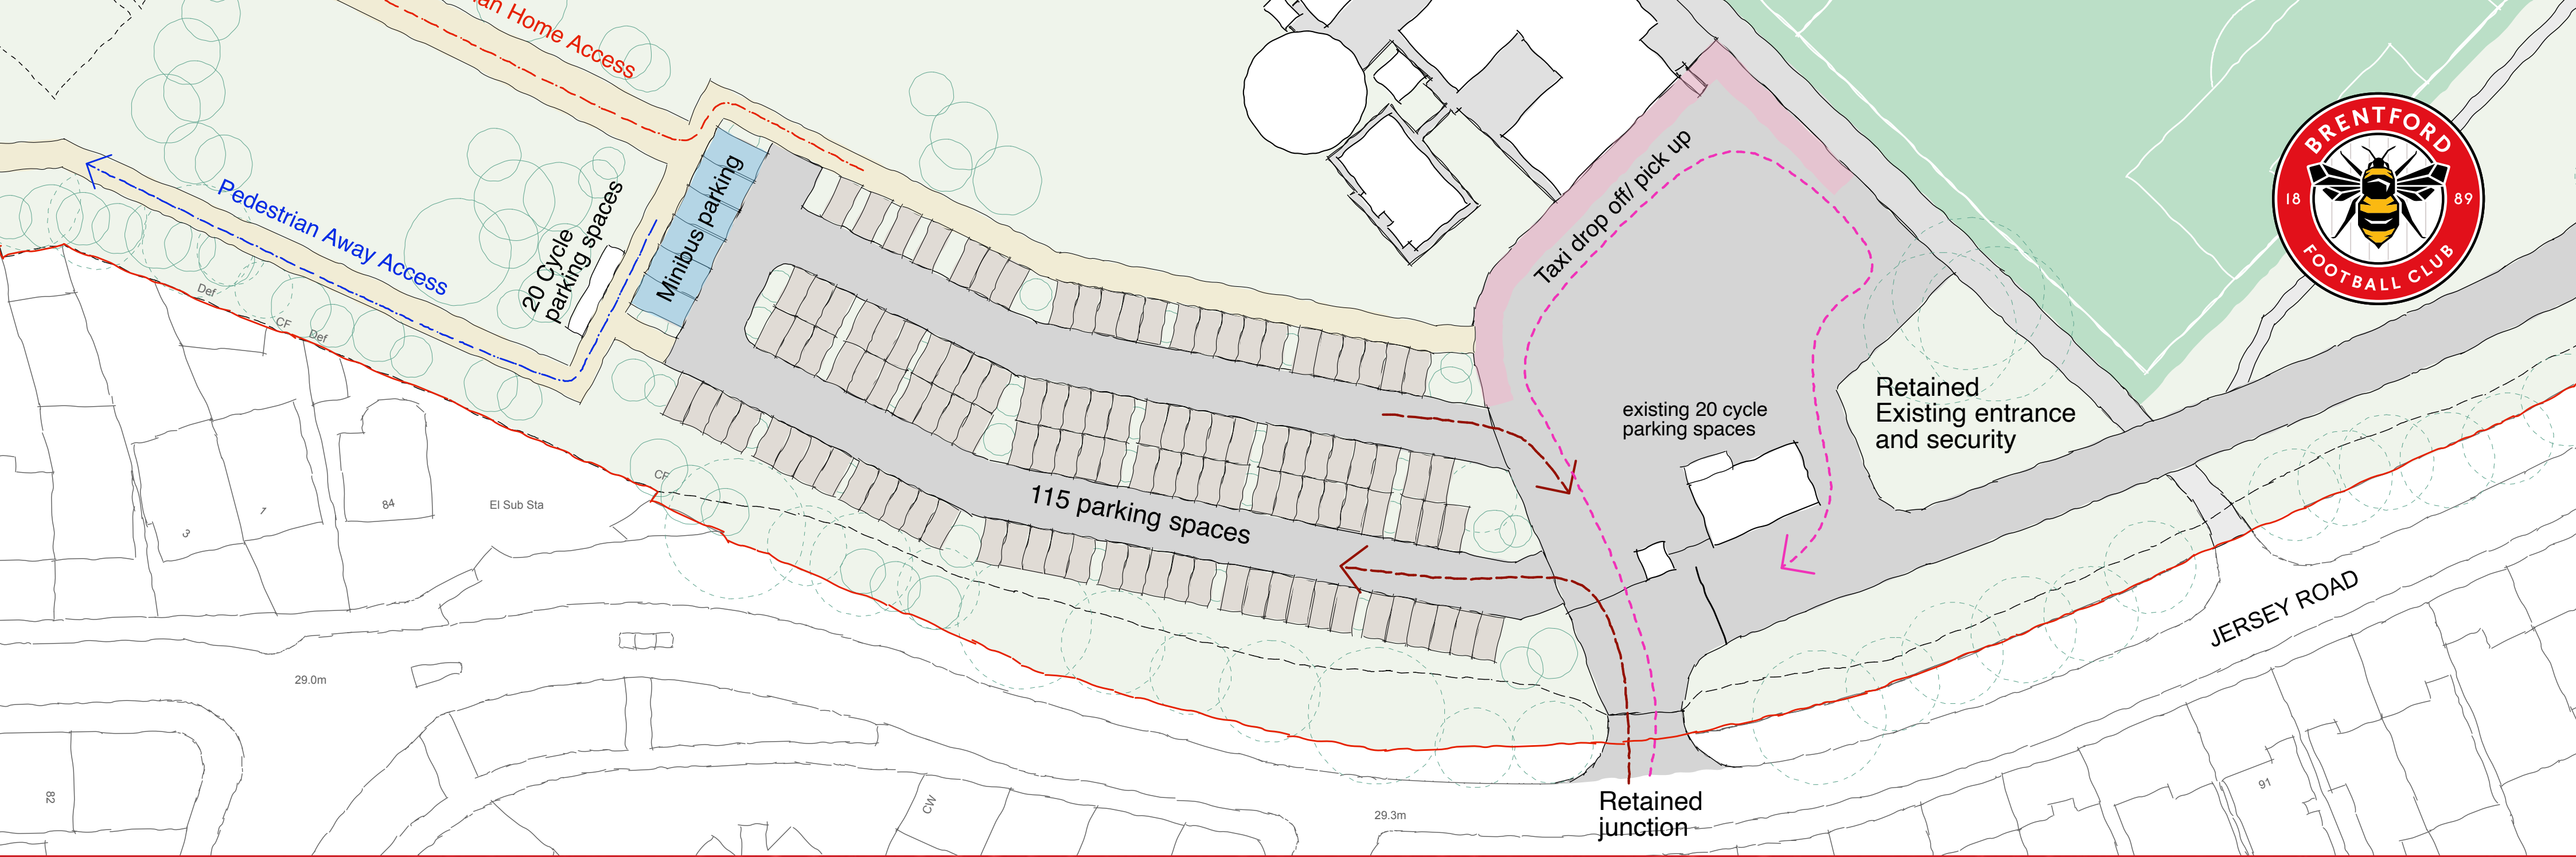 an Home Access
BRENTFORD
18 89
FOOTBALL CLUB
Taxi drop off/ pick up
Minibus parking
Pedestrian Away Access
20 Cycle
parking spaces
Def
CF
Def
Retained
Existing entrance
and security
existing 20 cycle
parking spaces
CF
115 parking spaces
84
El Sub Sta
1
3
JERSEY ROAD
29.0m
82
CW
29.3m
Retained
junction
91